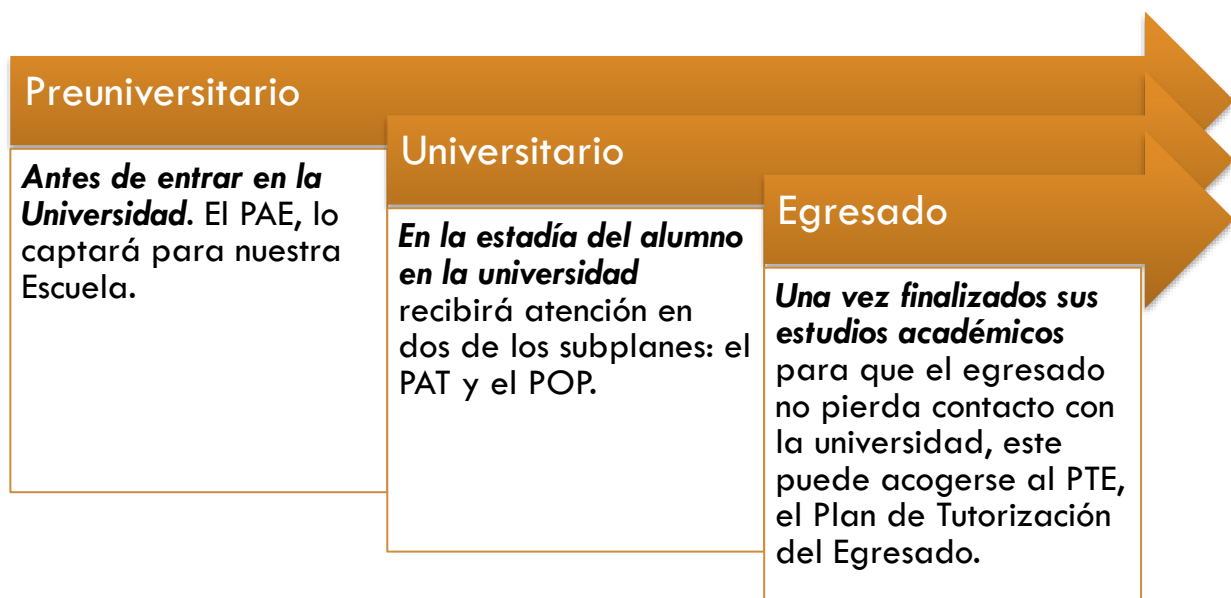 Preuniversitario
Antes de entrar en la
Universidad. El PAE, lo
captará para nuestra
Escuela.
Universitario
En la estadía del alumno
en la universidad
recibirá atención en
dos de los subplanes: el
PAT y el POP.
Egresado
Una vez finalizados sus
estudios académicos
para que el egresado
no pierda contacto con
la universidad, este
puede acogerse al PTE,
el Plan de Tutorización
del Egresado.